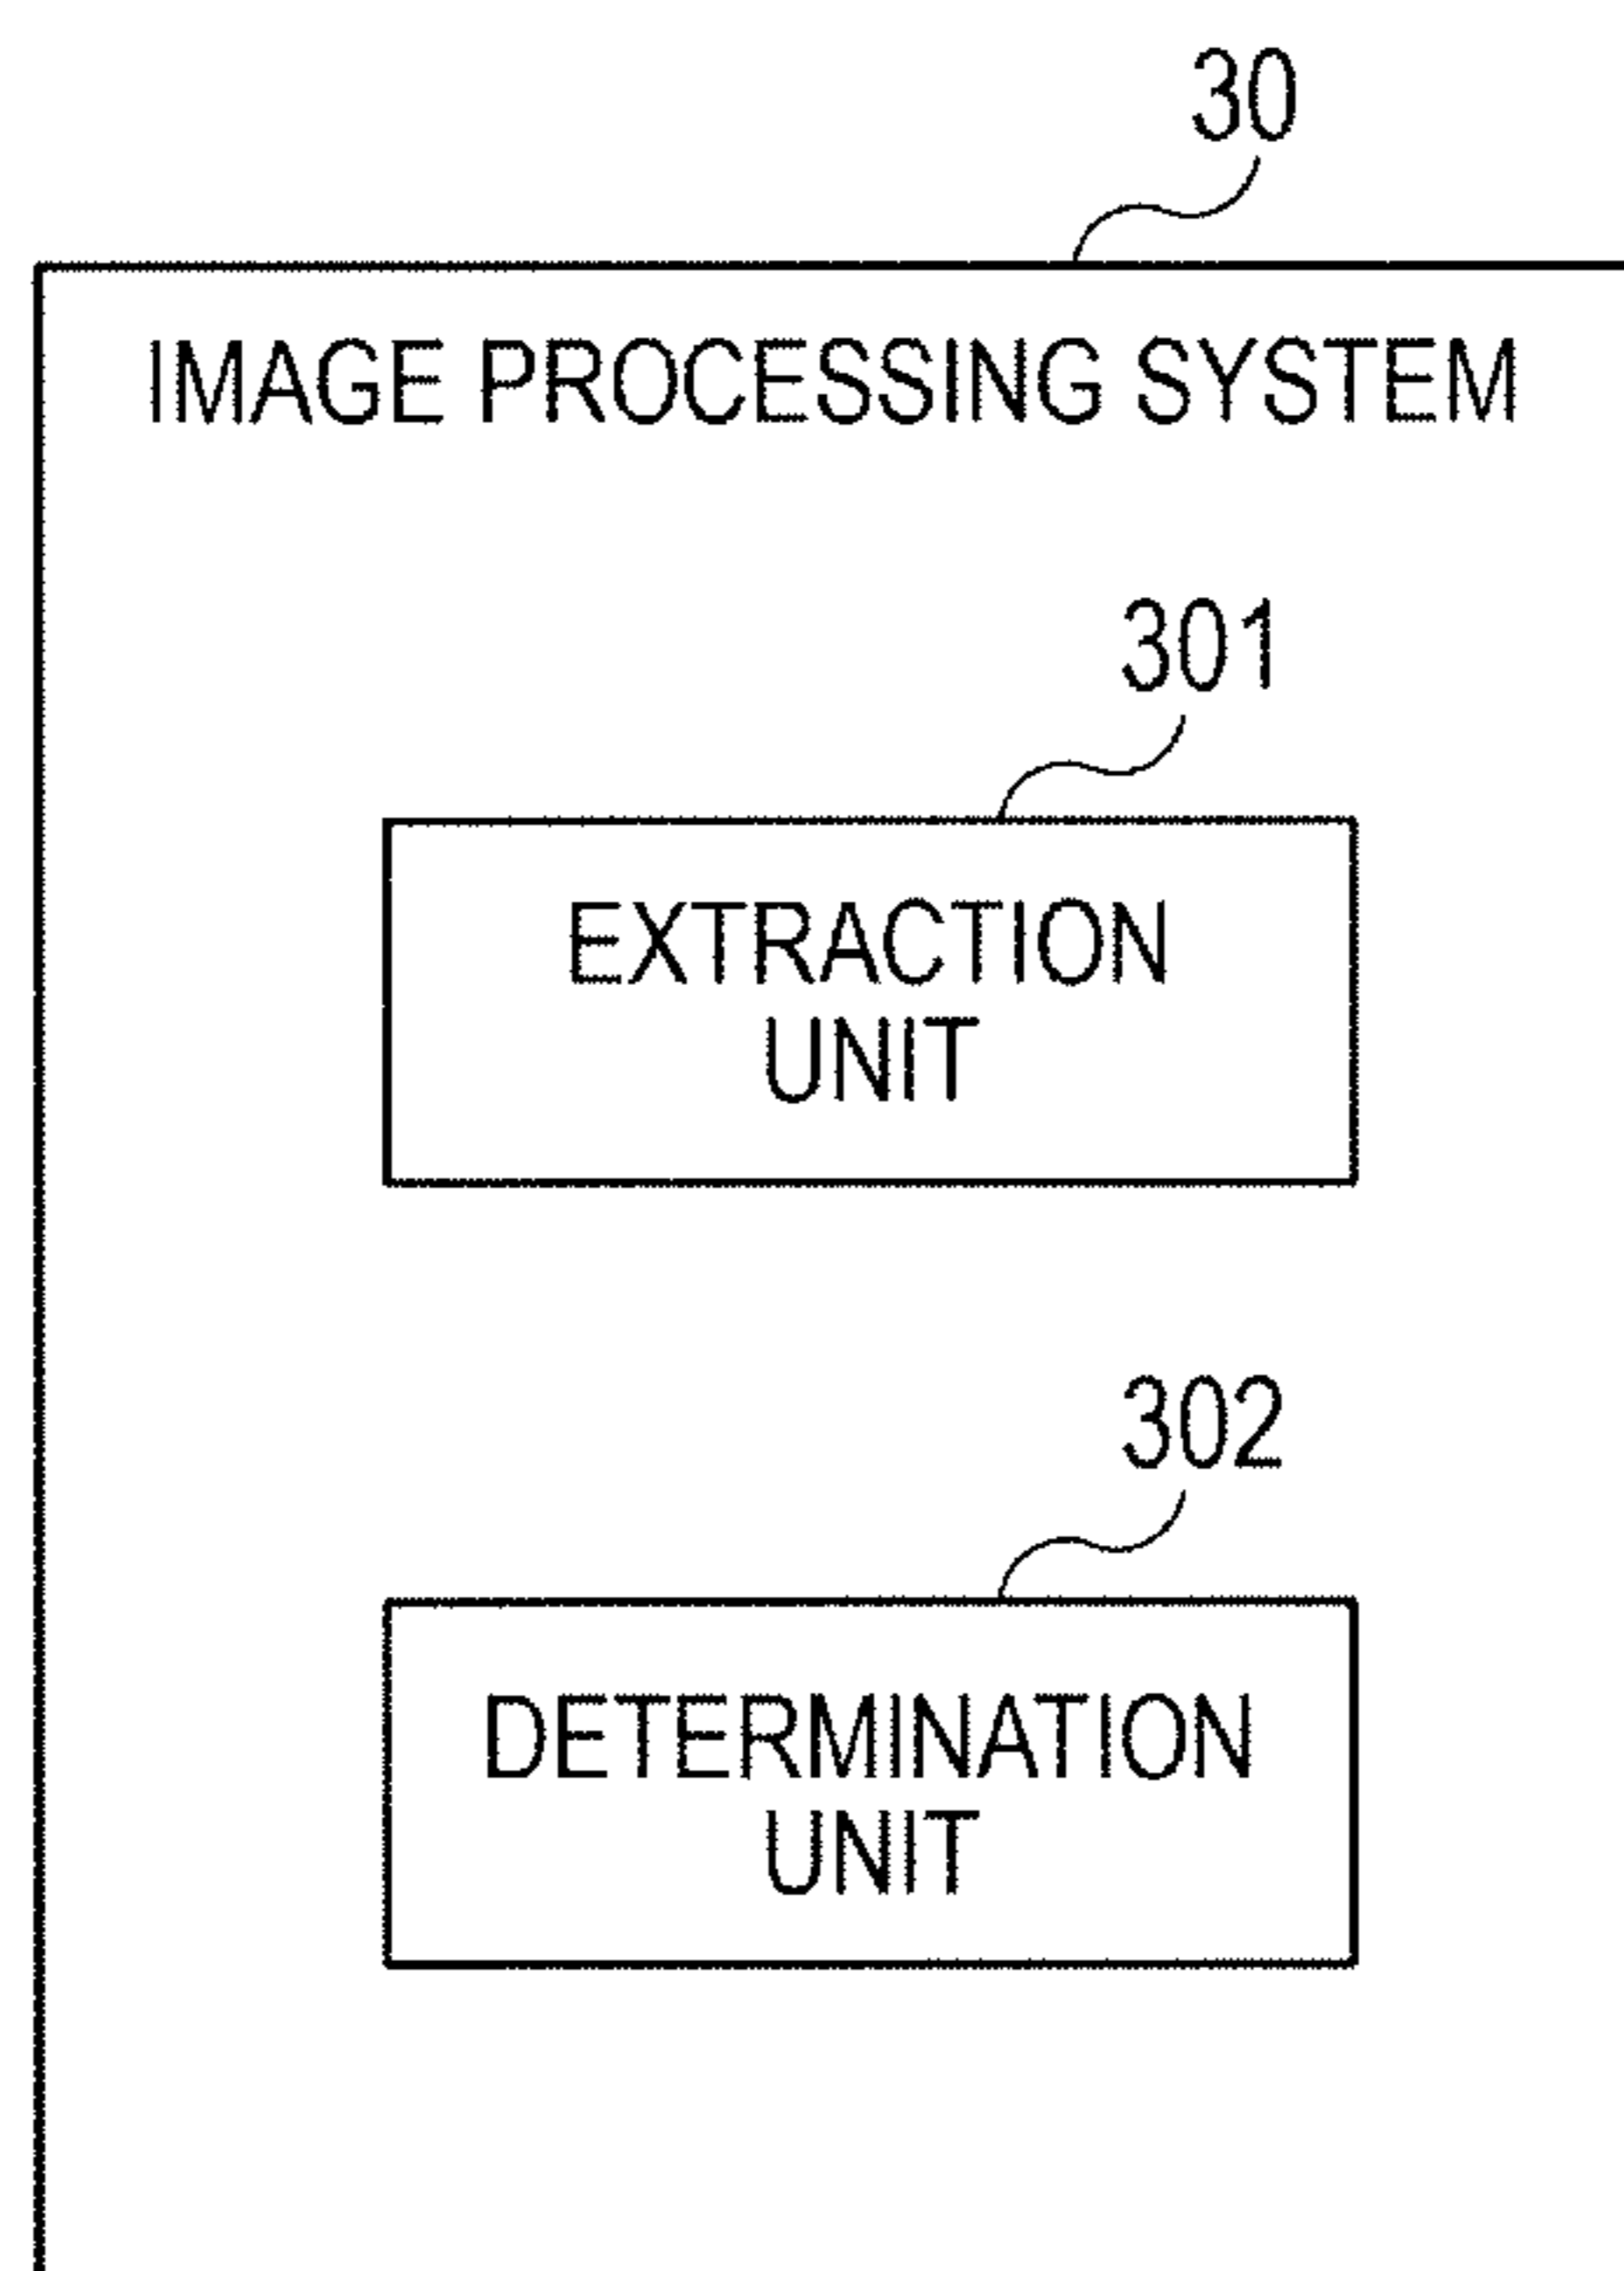 30
IMAGE PROCESSING SYSTEM
301
EXTRACTION
UNIT
302
DETERMINATION
UNIT